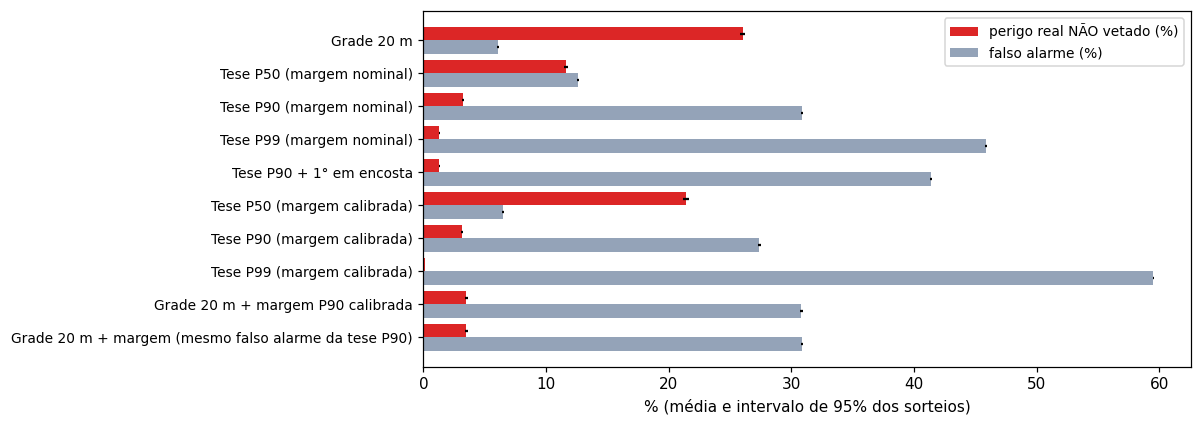 perigo real NÃO vetado (%)
falso alarme (%)
Grade 20 m
Tese P50 (margem nominal)
Tese P90 (margem nominal)
Tese P99 (margem nominal)
Tese P90 + 1° em encosta
Tese P50 (margem calibrada)
Tese P90 (margem calibrada)
Tese P99 (margem calibrada)
Grade 20 m + margem P90 calibrada
Grade 20 m + margem (mesmo falso alarme da tese P90)
0 10 20 30 40 50 60
% (média e intervalo de 95% dos sorteios)